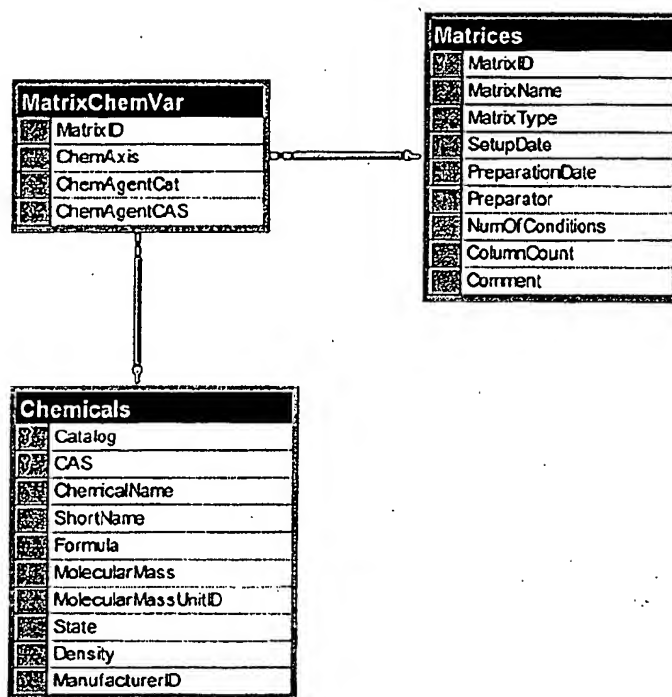 Matrices
MatrixID
MatrixName
MatrixType
SetupDate
PreparationDate
Preparator
NumOfConditions
ColumnCount
Comment
MatrixChemVar
MatrixID
ChemAxis
ChemAgentCat
ChemAgentCAS
Chemicals
Catalog
CAS
ChemicalName
ShortName
Formula
MolecularMass
MolecularMassUnitID
State
Density
ManufacturerID